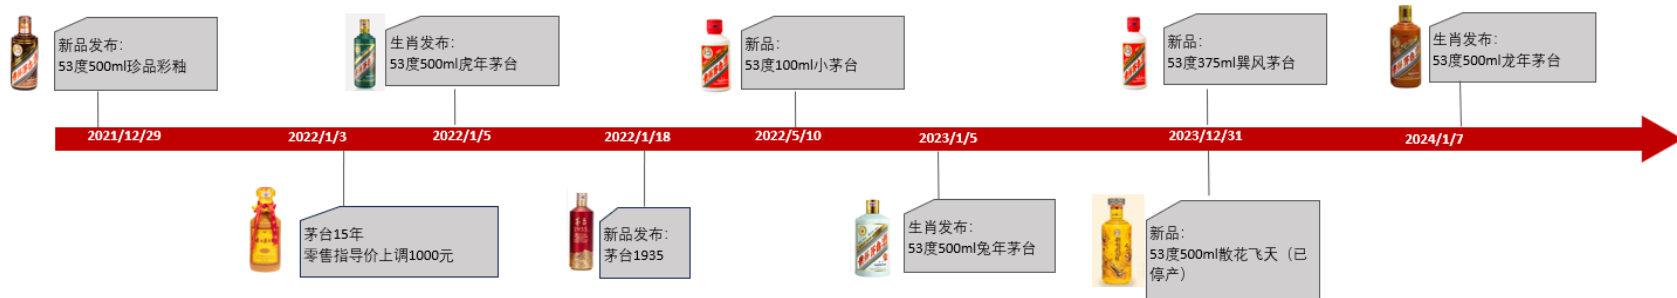 新品发布：
53度500ml珍品彩釉
生肖发布：
53度500ml虎年茅台
新品：
53度100ml小茅台
新品：
53度375ml巽风茅台
生肖发布：
53度500ml龙年茅台
2021/12/29
2022/1/3
2022/1/5
2022/1/18
2022/5/10
2023/1/5
2023/12/31
2024/1/7
茅台15年
零售指导价上调1000元
新品发布：
茅台1935
生肖发布：
53度500ml兔年茅台
新品：
53度500ml散花飞天（已
停产）